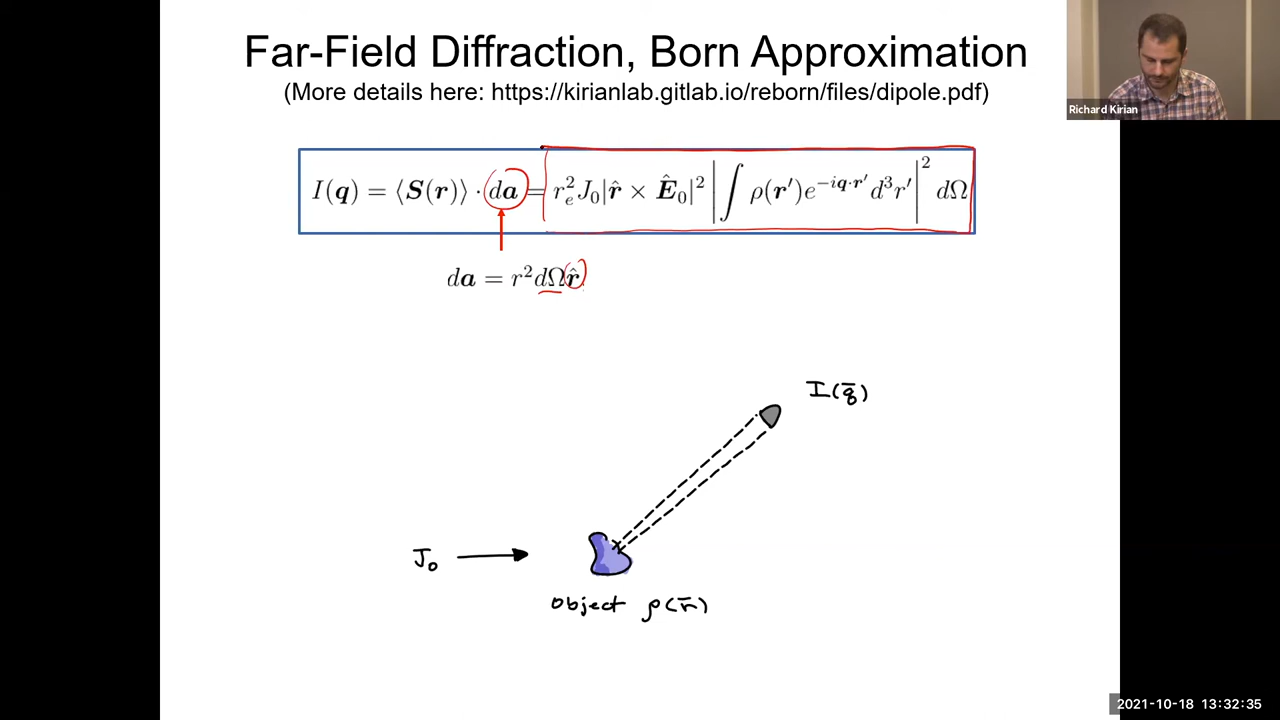 Far-Field Diffraction, Born Approximation
(More details here: https://kirianlab.gitlab.io/reborn/files/dipole.pdf)
Richard Kirian
I(q) = ⟨S(r)⟩ · da = r_e^2 J_0 |r̂ × Ê_0|^2 |∫ ρ(r′)e^{−iq·r′} d^3r′|^2 dΩ
da = r^2 dΩ r̂
I(q̄)
J_0
Object ρ(r̄)
2021-10-18 13:32:35